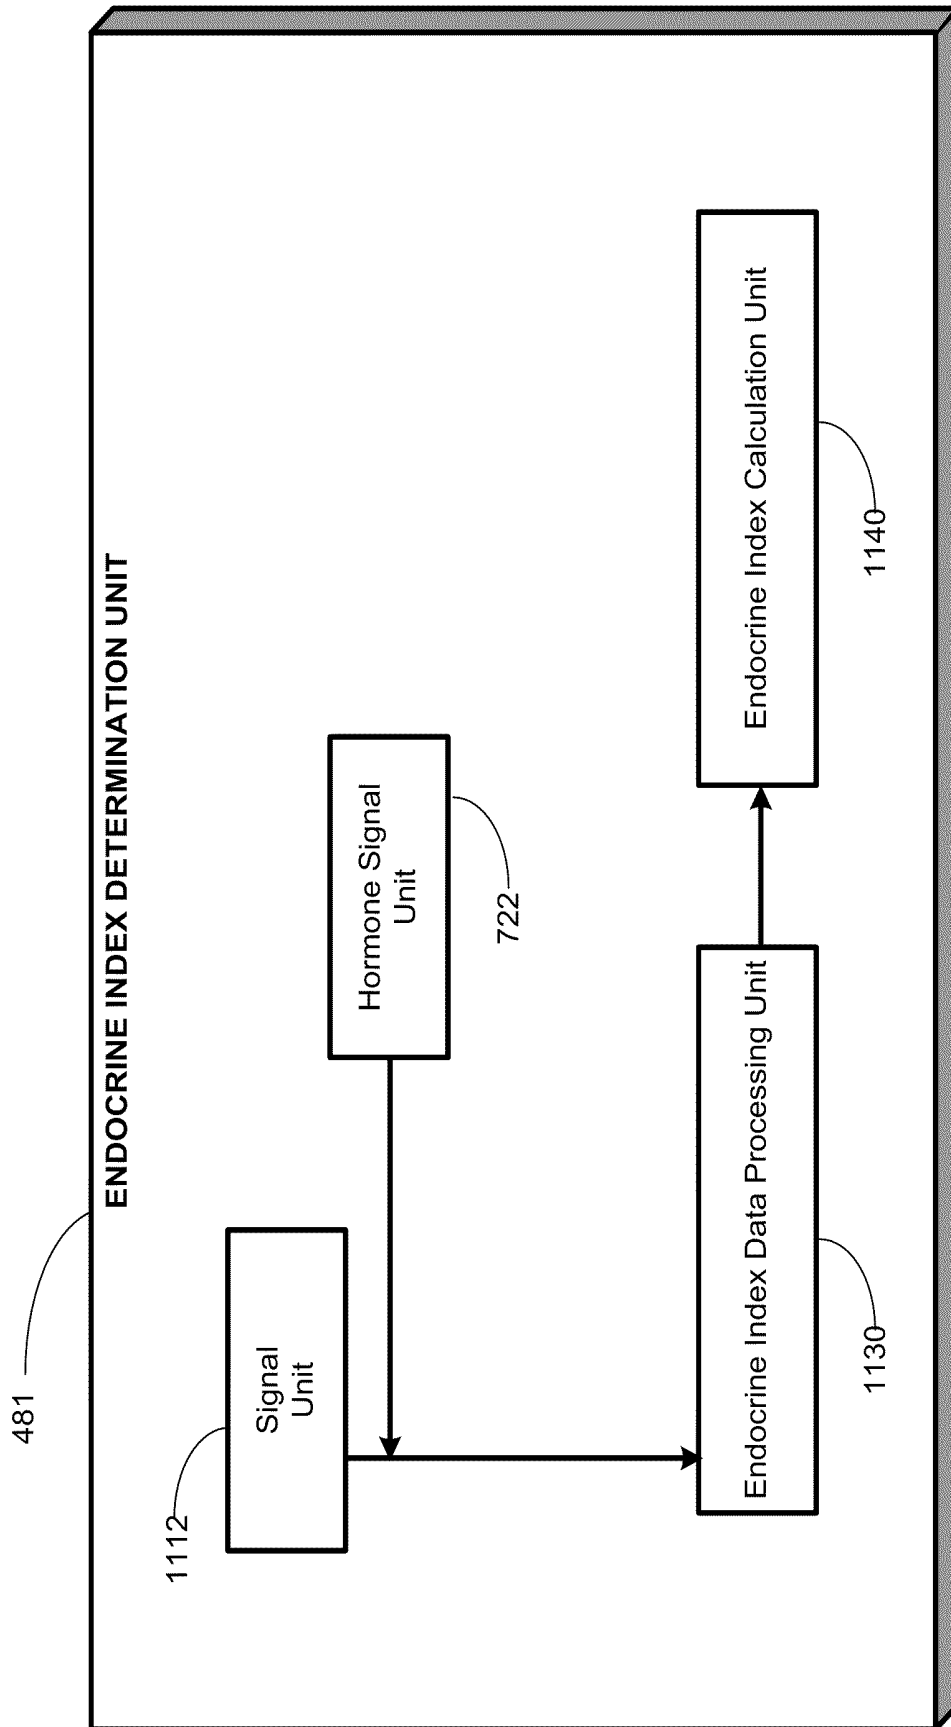 481
ENDOCRINE INDEX DETERMINATION UNIT
1112
Signal
Unit
Hormone Signal
Unit
722
Endocrine Index Data Processing Unit
1130
Endocrine Index Calculation Unit
1140